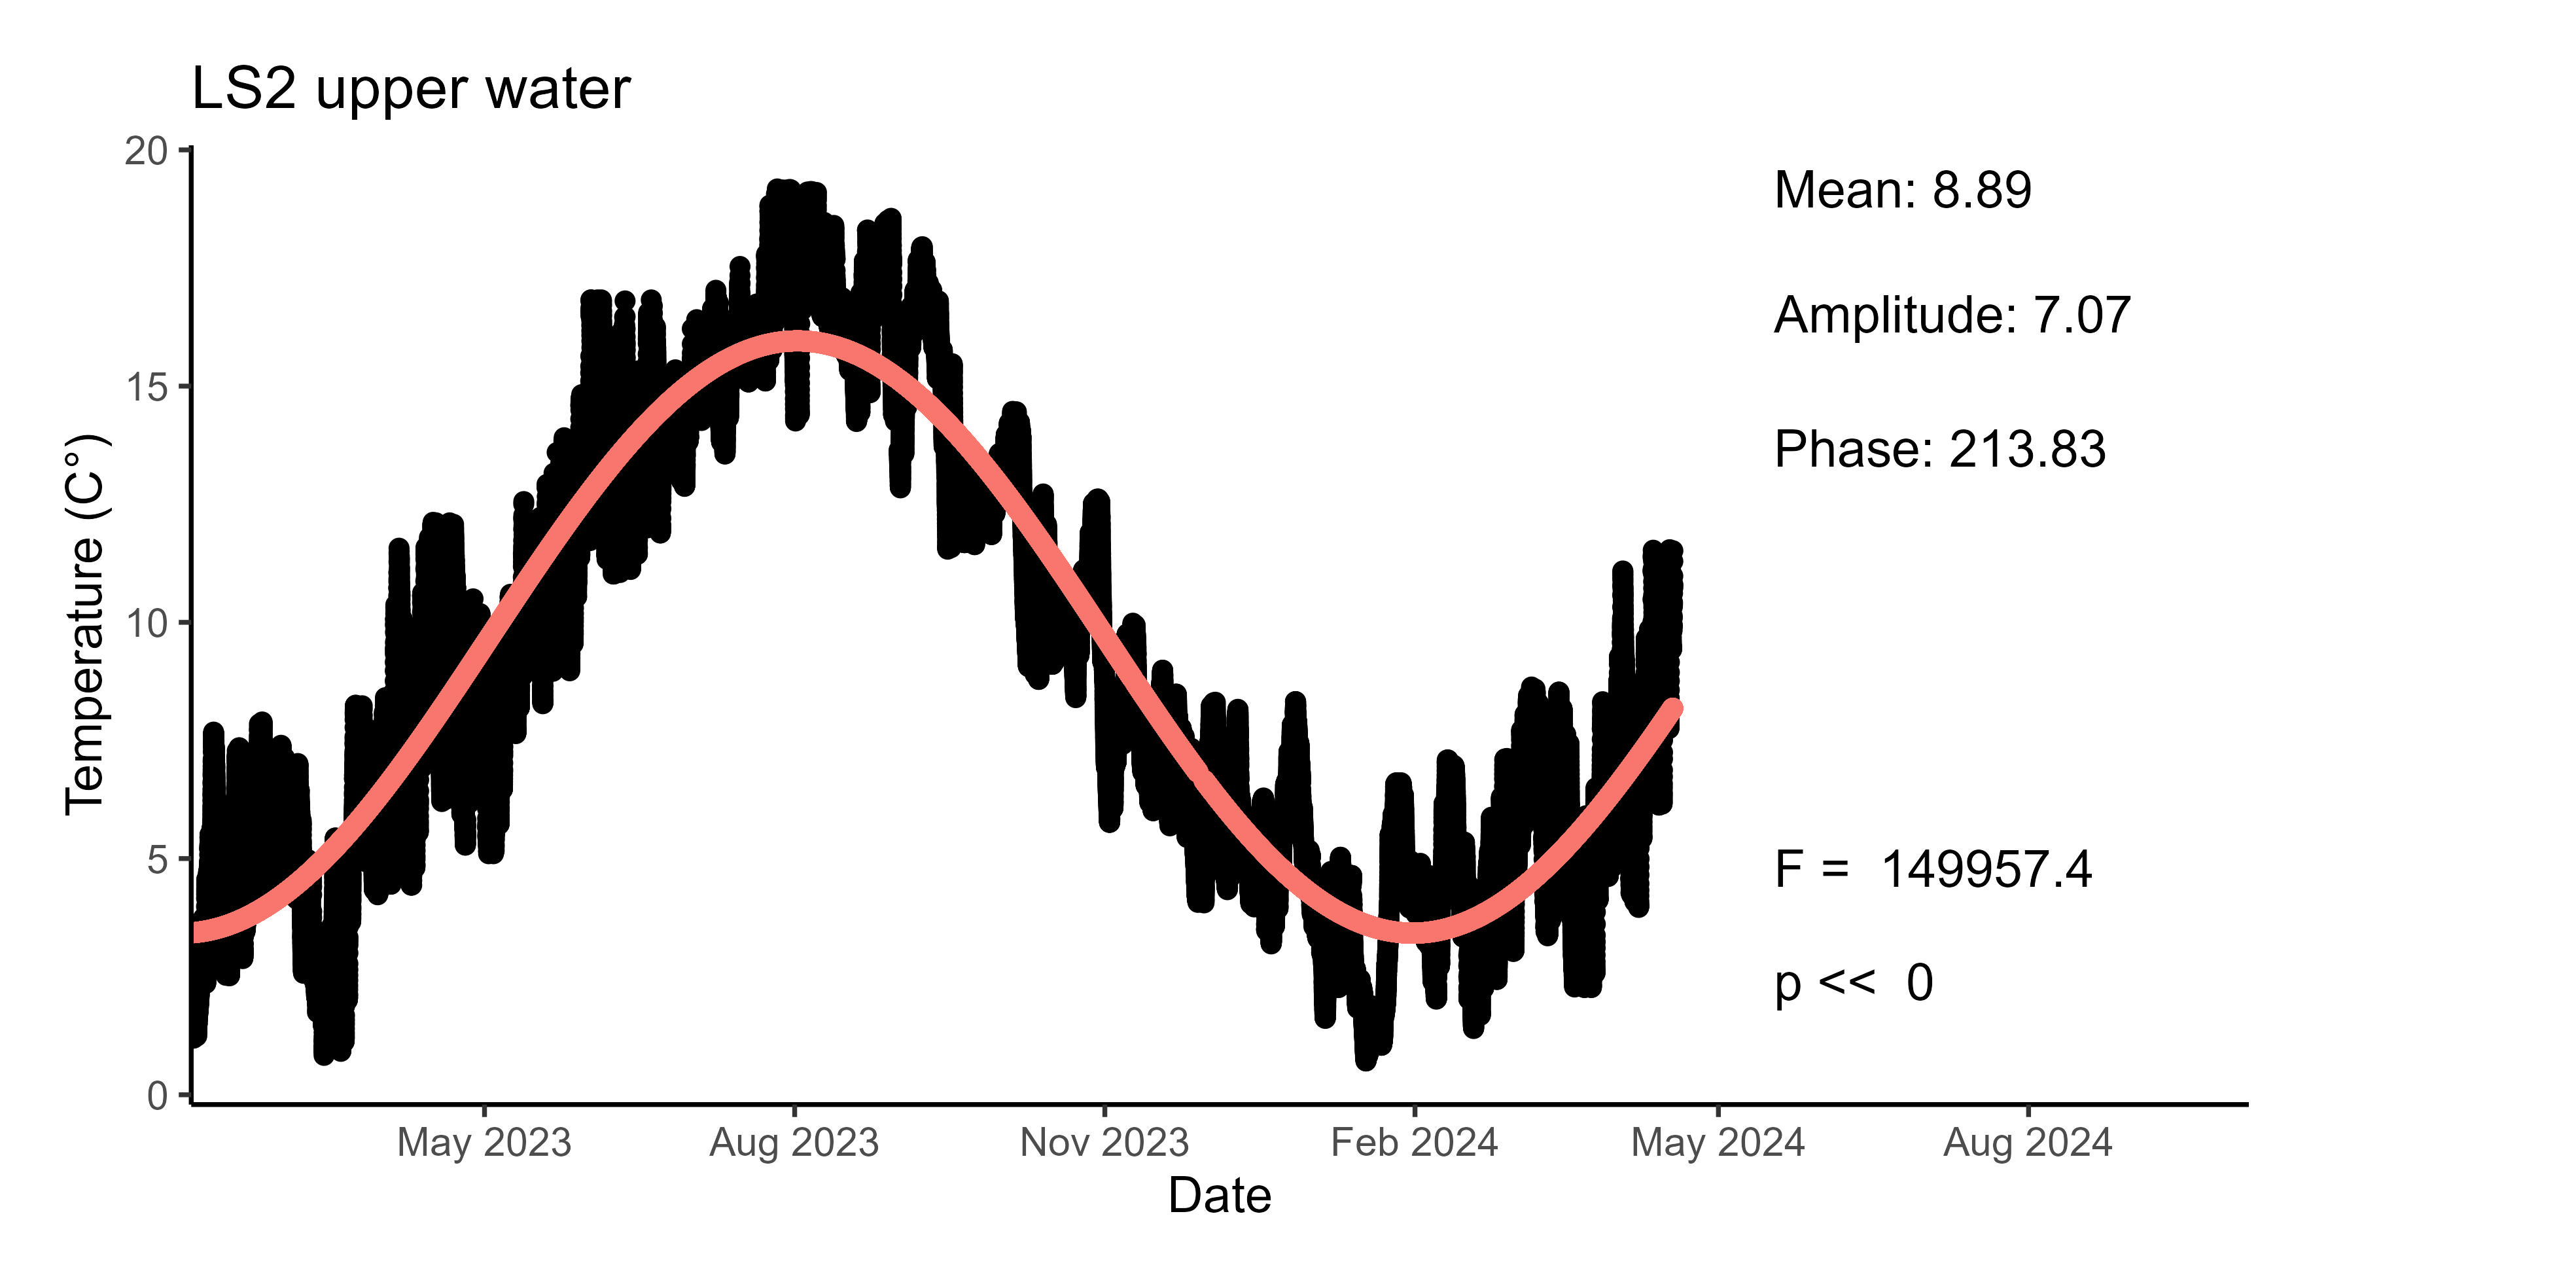 LS2 upper water
20
15
10
5
0
Temperature (C°)
May 2023
Aug 2023
Nov 2023
Feb 2024
May 2024
Aug 2024
Date
Mean: 8.89
Amplitude: 7.07
Phase: 213.83
F =  149957.4
p <<  0